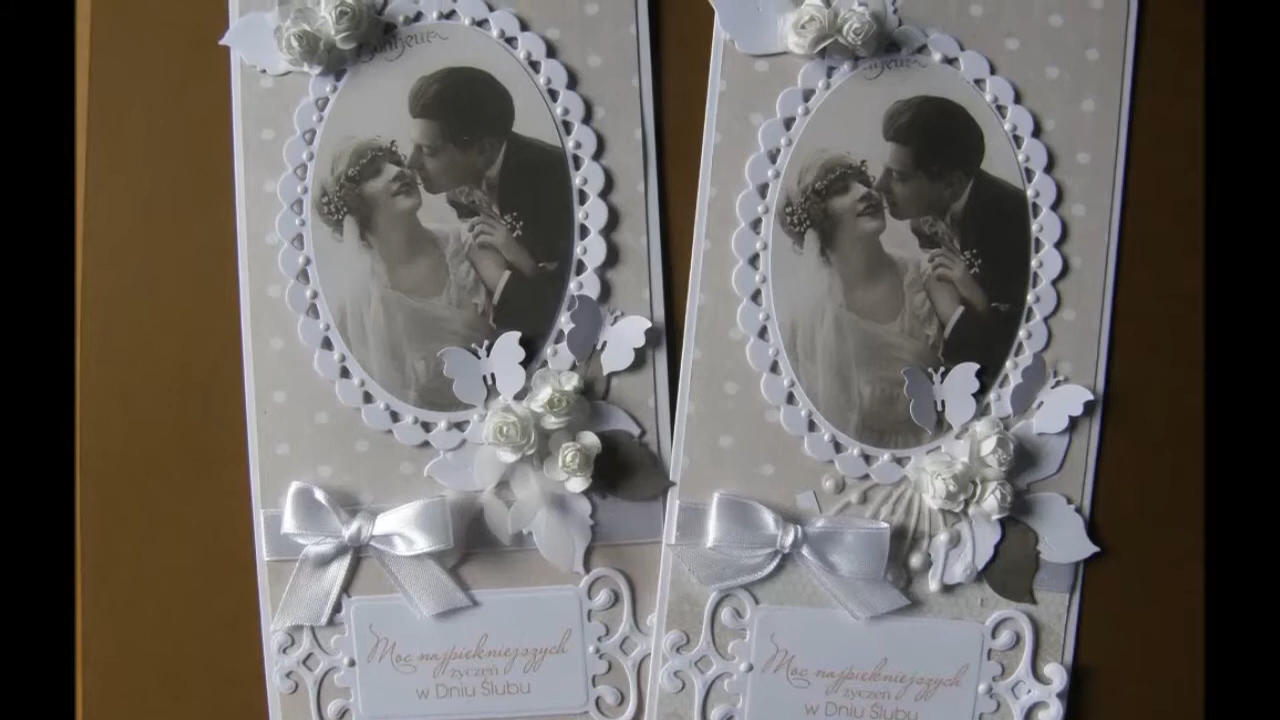 Moc najpiękniejszych
życzeń
w Dniu Ślubu
Moc najpiękniejszych
życzeń
w Dniu Ślubu